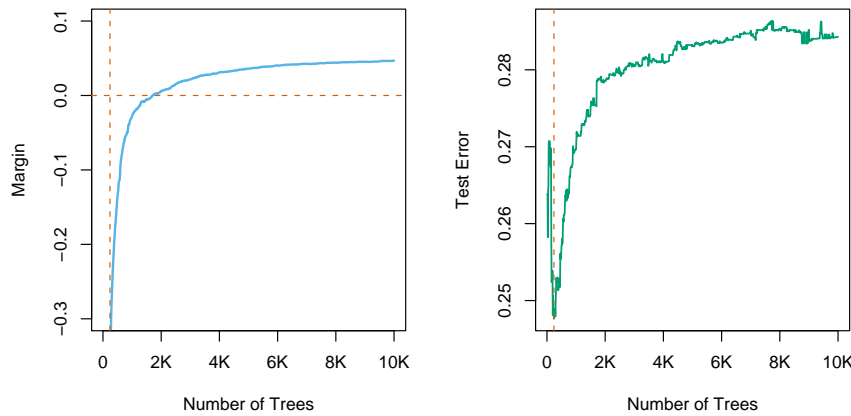 Margin
0.1
0.0
−0.1
−0.2
−0.3
0 2K 4K 6K 8K 10K
Number of Trees
Test Error
0.28
0.27
0.26
0.25
0 2K 4K 6K 8K 10K
Number of Trees